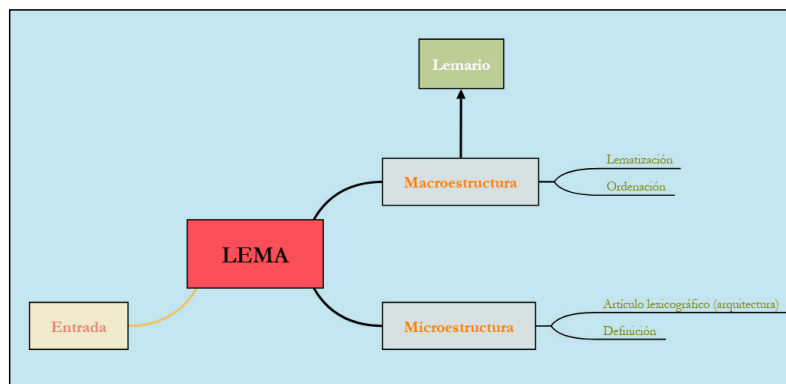 Lemario
Macroestructura
Lematización
Ordenación
LEMA
Entrada
Microestructura
Artículo lexicográfico (arquitectura)
Definición